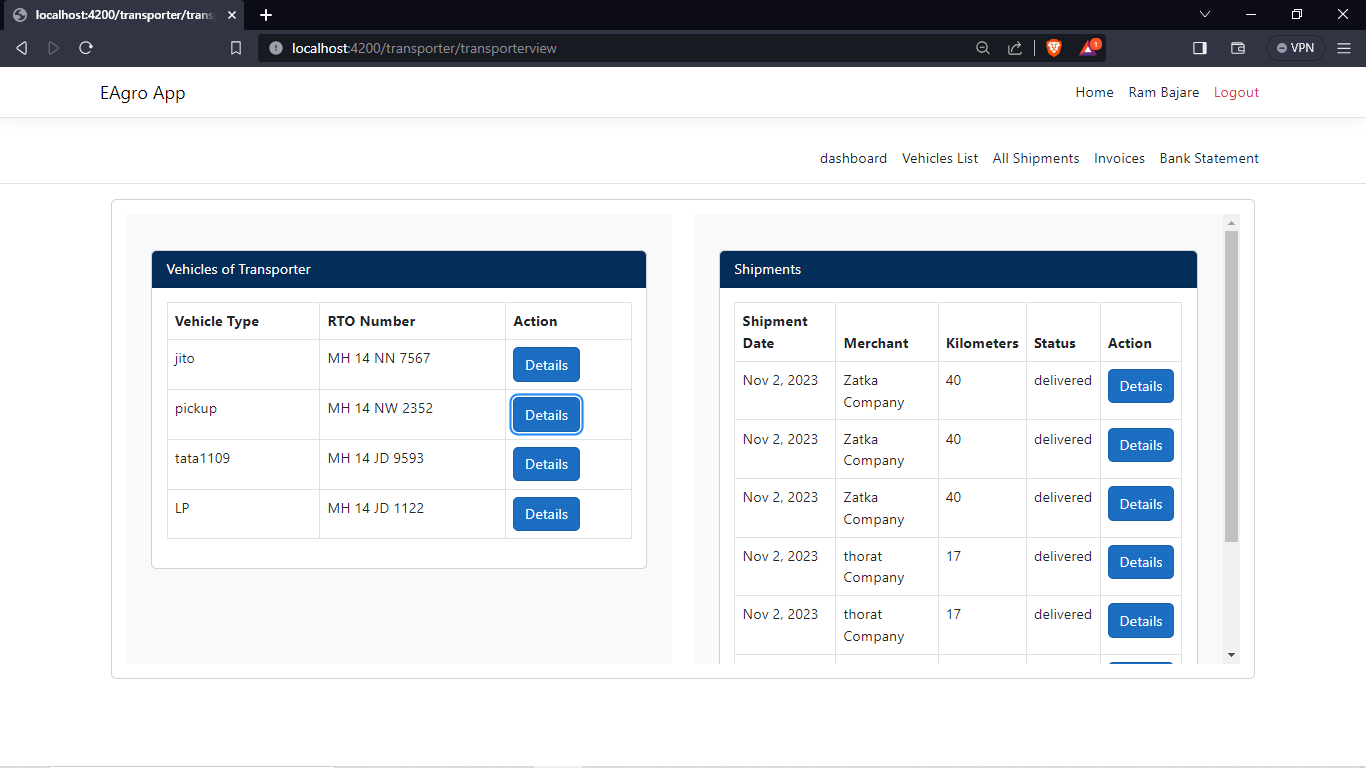 localhost:4200/transporter/trans
localhost:4200/transporter/transporterview
1
VPN
EAgro App
Home Ram Bajare Logout
dashboard Vehicles List All Shipments Invoices Bank Statement
Vehicles of Transporter
Vehicle Type RTO Number Action
jito MH 14 NN 7567 Details
pickup MH 14 NW 2352 Details
tata1109 MH 14 JD 9593 Details
LP MH 14 JD 1122 Details
Shipments
Shipment
Date Merchant Kilometers Status Action
Nov 2, 2023 Zatka 40 delivered Details
Company
Nov 2, 2023 Zatka 40 delivered Details
Company
Nov 2, 2023 Zatka 40 delivered Details
Company
Nov 2, 2023 thorat 17 delivered Details
Company
Nov 2, 2023 thorat 17 delivered Details
Company